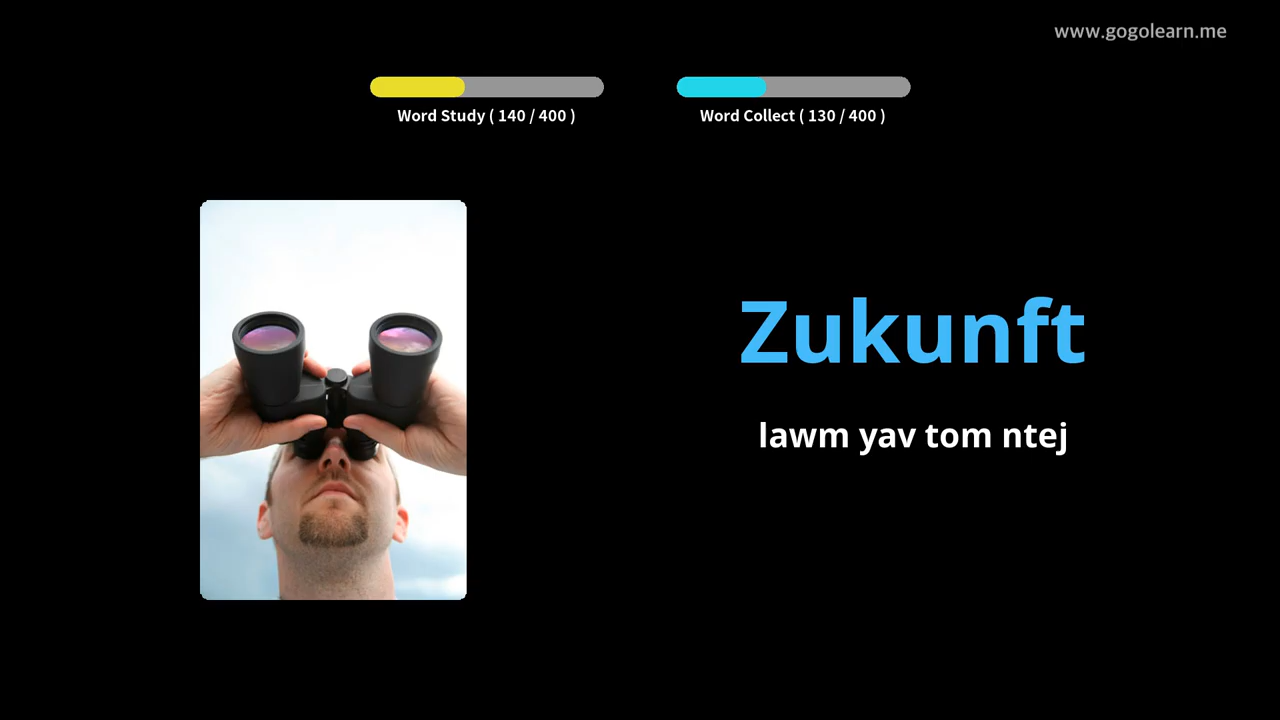 www.gogolearn.me
Word Study ( 140 / 400 )
Word Collect ( 130 / 400 )
Zukunft
lawm yav tom ntej